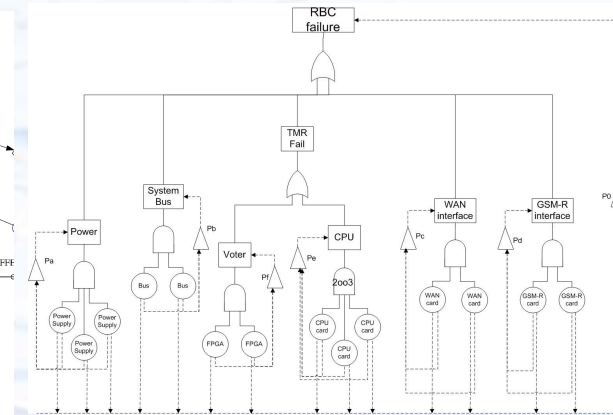 RBC
failure
TMR
Fail
System
Bus
WAN
interface
GSM-R
interface
P0
Power
Pb
Voter
CPU
Pe
Pc
Pd
Pa
Pf
FFF
2oo3
Bus
Bus
Power
Supply
Power
Supply
Power
Supply
FPGA
FPGA
CPU
card
CPU
card
CPU
card
WAN
card
WAN
card
GSM-R
card
GSM-R
card